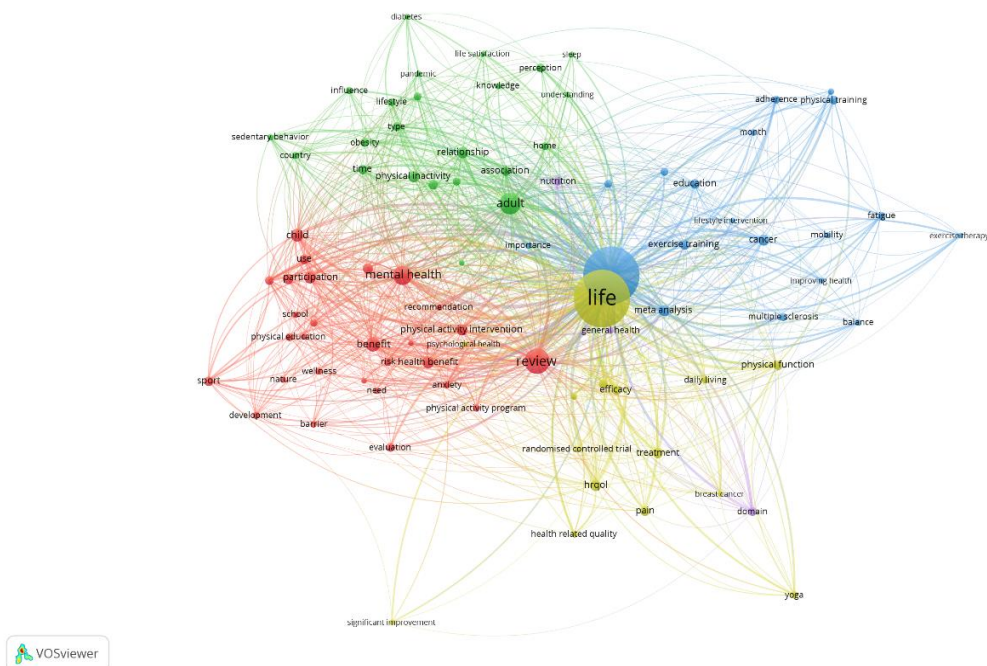 diabetes
life satisfaction
sleep
perception
pandemic
knowledge
influence
understanding
lifestyle
adherence
physical training
type
month
sedentary behavior
obesity
home
relationship
country
time
association
physical inactivity
nutrition
education
adult
fatigue
lifestyle intervention
child
mobility
exercise therapy
importance
exercise training
cancer
use
mental health
participation
improving health
life
recommendation
meta analysis
school
multiple sclerosis
balance
physical activity intervention
general health
physical education
benefit
psychological health
review
risk
health benefit
physical function
wellness
sport
nature
anxiety
daily living
need
efficacy
physical activity program
development
barrier
evaluation
randomised controlled trial
treatment
hrqol
breast cancer
pain
domain
health related quality
yoga
significant improvement
VOSviewer